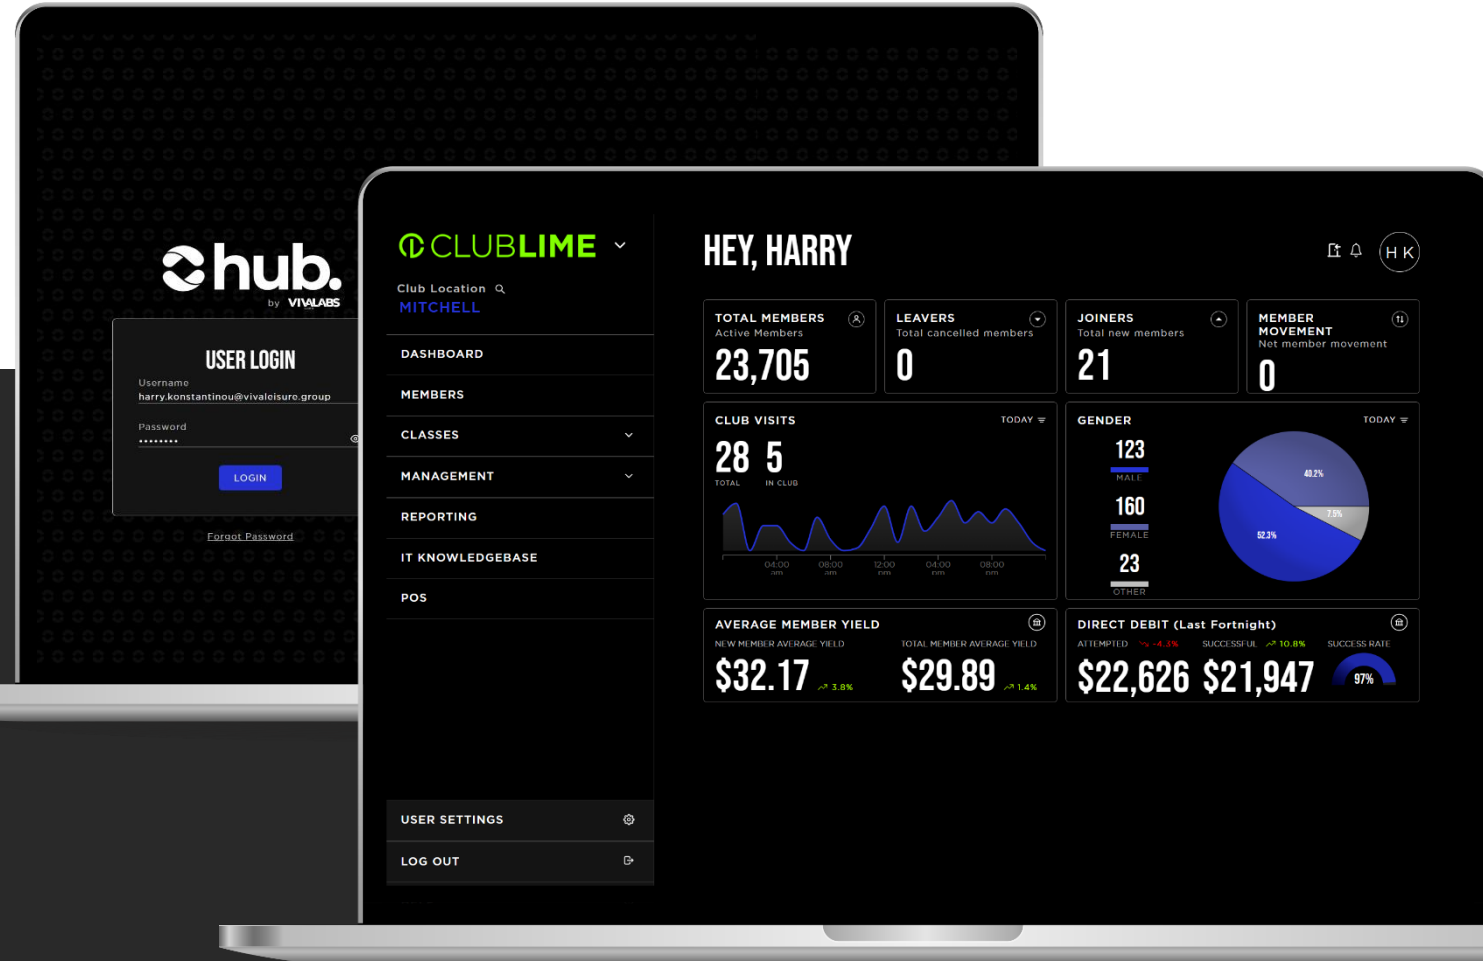 hub.
by VIVALABS
USER LOGIN
Username
harry.konstantinou@vivaleisure.group
Password
LOGIN
Forgot Password
CLUBLIME
Club Location
MITCHELL
DASHBOARD
MEMBERS
CLASSES
MANAGEMENT
REPORTING
IT KNOWLEDGEBASE
POS
USER SETTINGS
LOG OUT
HEY, HARRY
H K
TOTAL MEMBERS
Active Members
23,705
LEAVERS
Total cancelled members
0
JOINERS
Total new members
21
MEMBER
MOVEMENT
Net member movement
0
CLUB VISITS
TODAY
28 5
TOTAL IN CLUB
04:00 08:00 12:00 04:00 08:00
am am pm pm pm
GENDER
TODAY
123
MALE
160
FEMALE
23
OTHER
40.2%
7.5%
52.3%
AVERAGE MEMBER YIELD
NEW MEMBER AVERAGE YIELD TOTAL MEMBER AVERAGE YIELD
$32.17 3.8% $29.89 1.4%
DIRECT DEBIT (Last Fortnight)
ATTEMPTED -4.3% SUCCESSFUL 10.8% SUCCESS RATE
$22,626 $21,947 97%